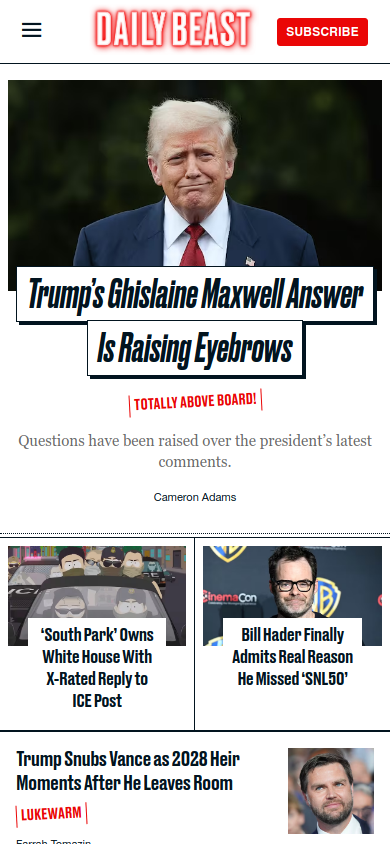 DAILY BEAST
SUBSCRIBE
Trump's Ghislaine Maxwell Answer
Is Raising Eyebrows
TOTALLY ABOVE BOARD!
Questions have been raised over the president's latest
comments.
Cameron Adams
ICE
CinemaCon
‘South Park’ Owns
White House With
X-Rated Reply to
ICE Post
Bill Hader Finally
Admits Real Reason
He Missed ‘SNL50’
Trump Snubs Vance as 2028 Heir
Moments After He Leaves Room
LUKEWARM
Farrah Tomazin